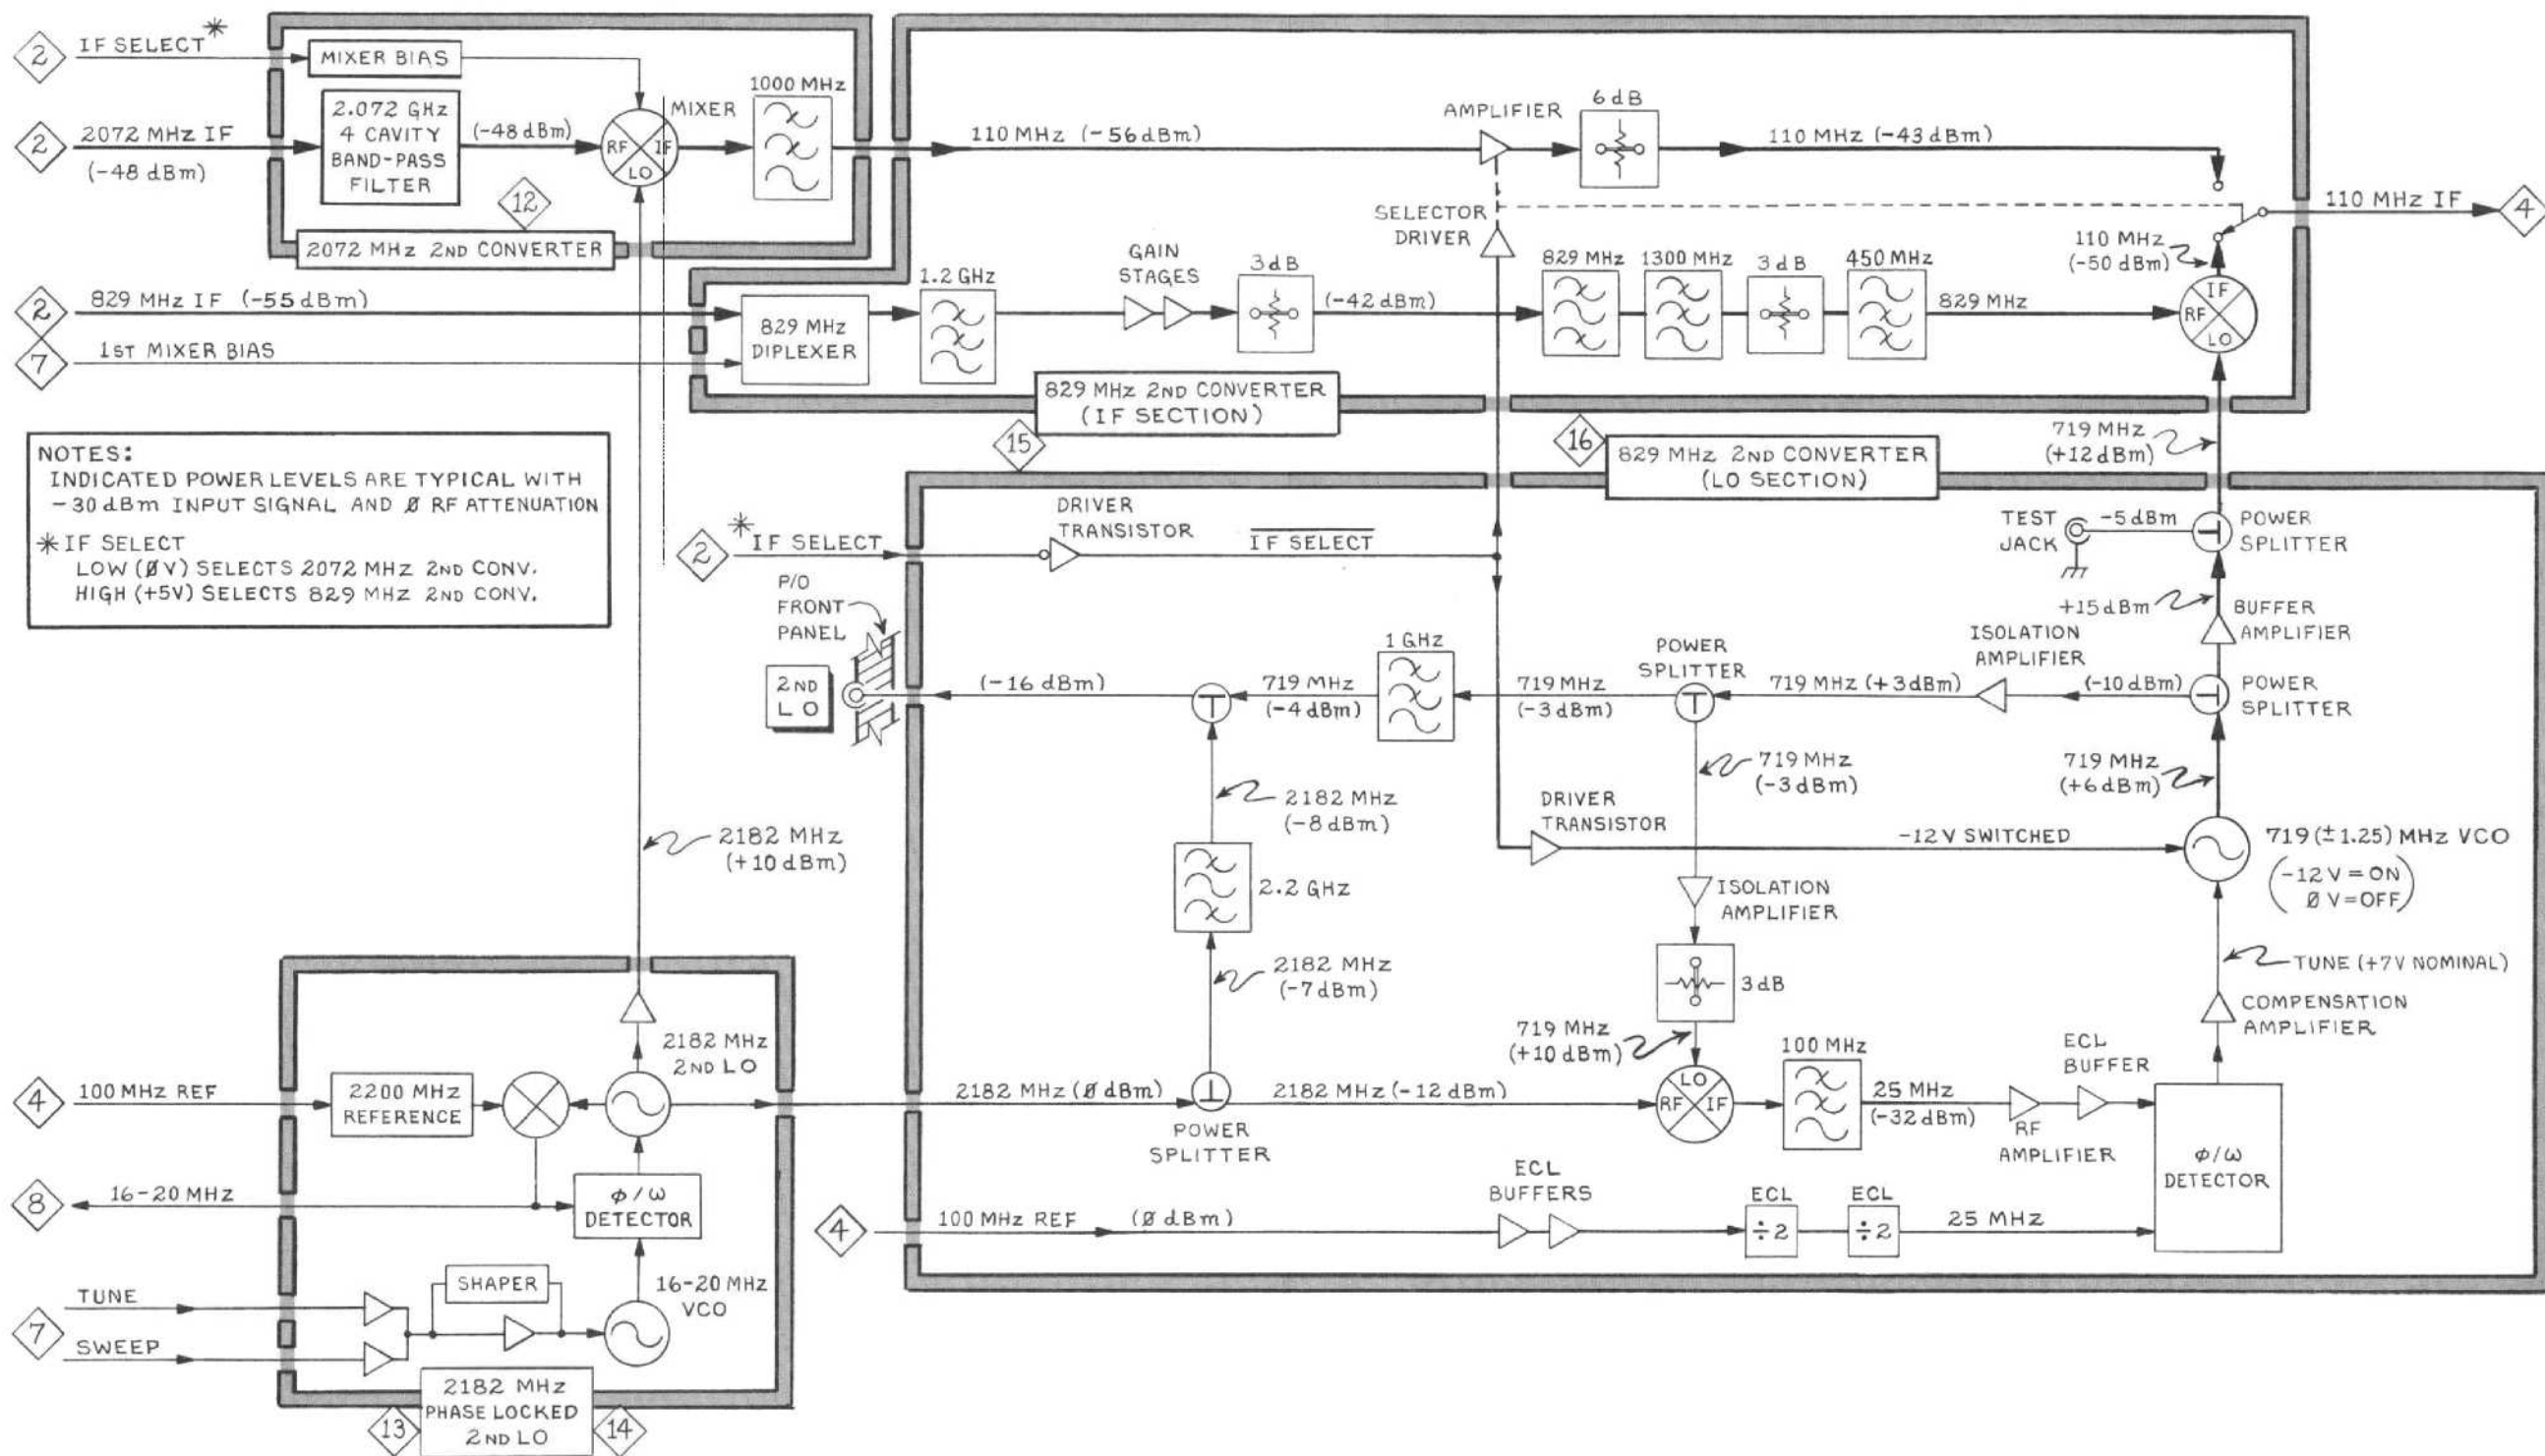 2
IF SELECT*
MIXER BIAS
2
2072 MHz IF
(-48 dBm)
2.072 GHz
4 CAVITY
BAND-PASS
FILTER
(-48 dBm)
RF
IF
LO
MIXER
1000 MHz
12
2072 MHz 2ND CONVERTER
110 MHz (-56 dBm)
AMPLIFIER
6 dB
110 MHz (-43 dBm)
SELECTOR
DRIVER
110 MHz IF
4
110 MHz
(-50 dBm)
2
829 MHz IF (-55 dBm)
7
1ST MIXER BIAS
829 MHz
DIPLEXER
1.2 GHz
GAIN
STAGES
3 dB
(-42 dBm)
829 MHz
1300 MHz
3 dB
450 MHz
829 MHz
IF
RF
LO
829 MHz 2ND CONVERTER
(IF SECTION)
15
16
829 MHz 2ND CONVERTER
(LO SECTION)
719 MHz
(+12 dBm)
NOTES:
INDICATED POWER LEVELS ARE TYPICAL WITH
-30 dBm INPUT SIGNAL AND Ø RF ATTENUATION
*IF SELECT
LOW (Ø V) SELECTS 2072 MHz 2ND CONV.
HIGH (+5V) SELECTS 829 MHz 2ND CONV.
2
*IF SELECT
DRIVER
TRANSISTOR
IF SELECT
TEST
JACK
-5 dBm
POWER
SPLITTER
+15 dBm
BUFFER
AMPLIFIER
P/O
FRONT
PANEL
2ND
LO
(-16 dBm)
719 MHz
(-4 dBm)
1 GHz
719 MHz
(-3 dBm)
POWER
SPLITTER
719 MHz (+3 dBm)
ISOLATION
AMPLIFIER
(-10 dBm)
POWER
SPLITTER
719 MHz
(-3 dBm)
719 MHz
(+6 dBm)
2182 MHz
(-8 dBm)
DRIVER
TRANSISTOR
-12 V SWITCHED
719 (±1.25) MHz VCO
(-12 V = ON
Ø V = OFF)
2182 MHz
(+10 dBm)
2.2 GHz
ISOLATION
AMPLIFIER
2182 MHz
(-7 dBm)
3 dB
TUNE (+7V NOMINAL)
COMPENSATION
AMPLIFIER
719 MHz
(+10 dBm)
2182 MHz
2ND LO
4
100 MHz REF
2200 MHz
REFERENCE
2182 MHz (Ø dBm)
POWER
SPLITTER
2182 MHz (-12 dBm)
LO
RF
IF
100 MHz
25 MHz
(-32 dBm)
RF
AMPLIFIER
ECL
BUFFER
ϕ/ω
DETECTOR
8
16-20 MHz
ϕ/ω
DETECTOR
4
100 MHz REF
(Ø dBm)
ECL
BUFFERS
ECL
÷2
ECL
÷2
25 MHz
7
TUNE
SWEEP
SHAPER
16-20 MHz
VCO
13
2182 MHz
PHASE LOCKED
2ND LO
14